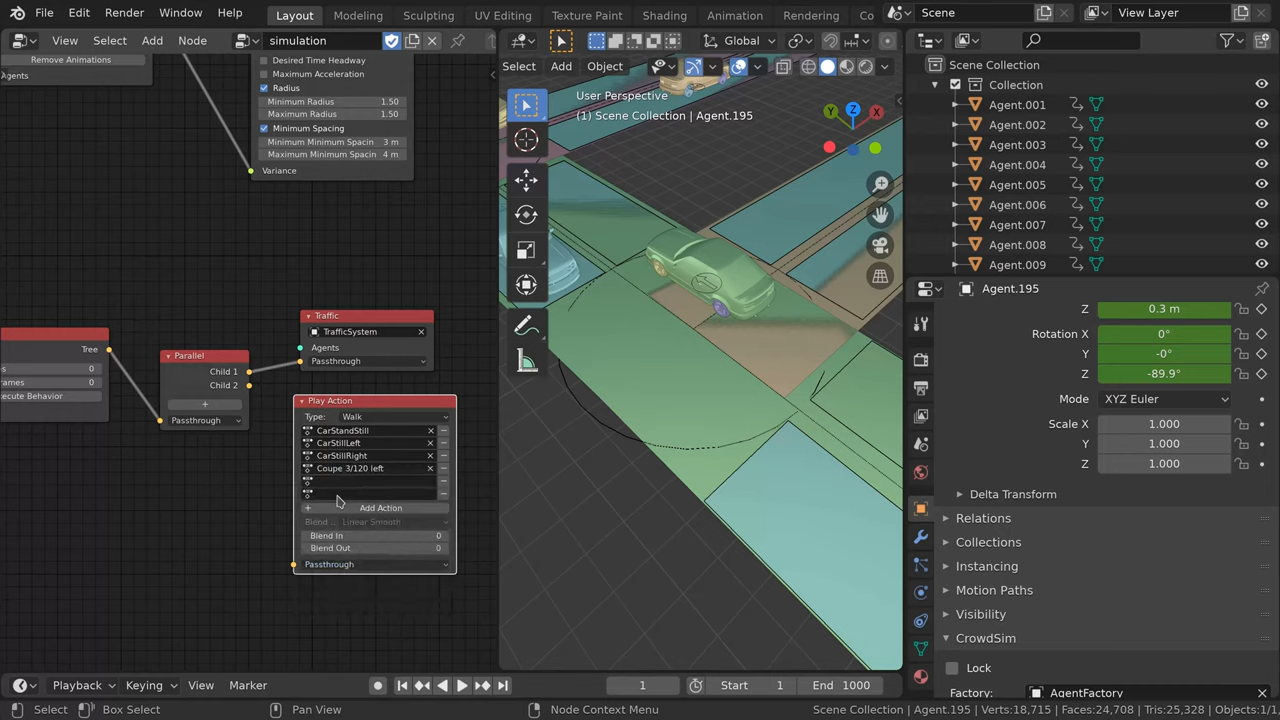 File Edit Render Window Help Layout Modeling Sculpting UV Editing Texture Paint Shading Animation Rendering Co Scene View Layer
View Select Add Node simulation Global
Remove Animations
Agents
Desired Time Headway
Maximum Acceleration
Radius
Minimum Radius 1.50
Maximum Radius 1.50
Minimum Spacing
Minimum Spacin 3 m
Maximum Minimum Spacin 4 m
Variance
Tree
es 0
rames 0
ecute Behavior
Parallel
Child 1
Child 2
+
Passthrough
Traffic
TrafficSystem
Agents
Passthrough
Play Action
Type: Walk
CarStandStill
CarStillLeft
CarStillRight
Coupe 3/120 left
+ Add Action
Blend ... Linear Smooth
Blend In 0
Blend Out 0
Passthrough
Select Add Object
User Perspective
(1) Scene Collection | Agent.195
Y Z X
Scene Collection
Collection
Agent.001
Agent.002
Agent.003
Agent.004
Agent.005
Agent.006
Agent.007
Agent.008
Agent.009
Agent.195
Z 0.3 m
Rotation X 0°
Y -0°
Z -89.9°
Mode XYZ Euler
Scale X 1.000
Y 1.000
Z 1.000
Delta Transform
Relations
Collections
Instancing
Motion Paths
Visibility
CrowdSim
Lock
Factory: AgentFactory
Playback Keying View Marker 1 Start 1 End 1000
Select Box Select Pan View Node Context Menu Scene Collection | Agent.195 Verts:18,715 | Faces:24,708 | Tris:25,328 | Objects:1/1